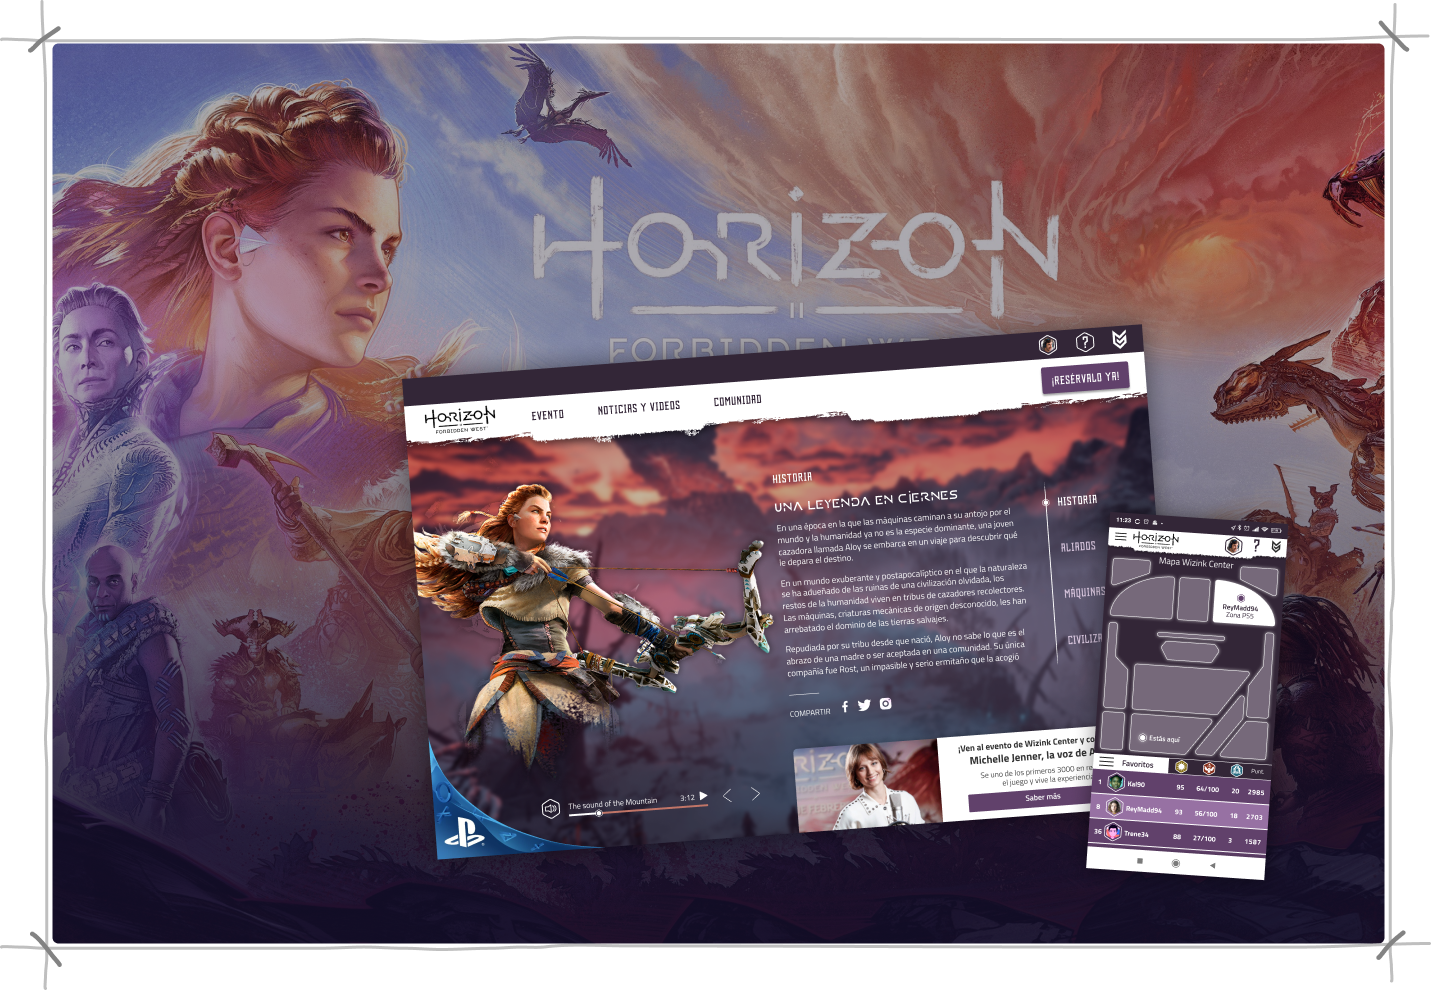 HORIZON
FORBIDDEN WEST
HORIZON
FORBIDDEN WEST
EVENTO
NOTICIAS Y VIDEOS
COMUNIDAD
?
¡RESÉRVALO YA!
HISTORIA
UNA LEYENDA EN CIERNES
En una época en la que las máquinas caminan a su antojo por el
mundo y la humanidad ya no es la especie dominante, una joven
cazadora llamada Aloy se embarca en un viaje para descubrir qué
le depara el destino.
En un mundo exuberante y postapocalíptico en el que la naturaleza
se ha adueñado de las ruinas de una civilización olvidada, los
restos de la humanidad viven en tribus de cazadores recolectores.
Las máquinas, criaturas mecánicas de origen desconocido, les han
arrebatado el dominio de las tierras salvajes.
Repudiada por su tribu desde que nació, Aloy no sabe lo que es el
abrazo de una madre o ser aceptada en una comunidad. Su única
compañía fue Rost, un impasible y serio ermitaño que la acogió
COMPARTIR
HISTORIA
ALIADOS
MÁQUINAS
CIVILIZA
The sound of the Mountain
3:12
¡Ven al evento de Wizink Center y co
Michelle Jenner, la voz de A
Se uno de los primeros 3000 en re
el juego y vive la experiencia
Saber más
11:23
HORIZON
?
Mapa Wizink Center
ReyMadd94
Zona PS5
Estás aquí
Favoritos
Punt.
1 Kal90 95 64/100 20 2985
8 ReyMadd94 93 56/100 18 2703
36 Trane34 88 27/100 3 1587